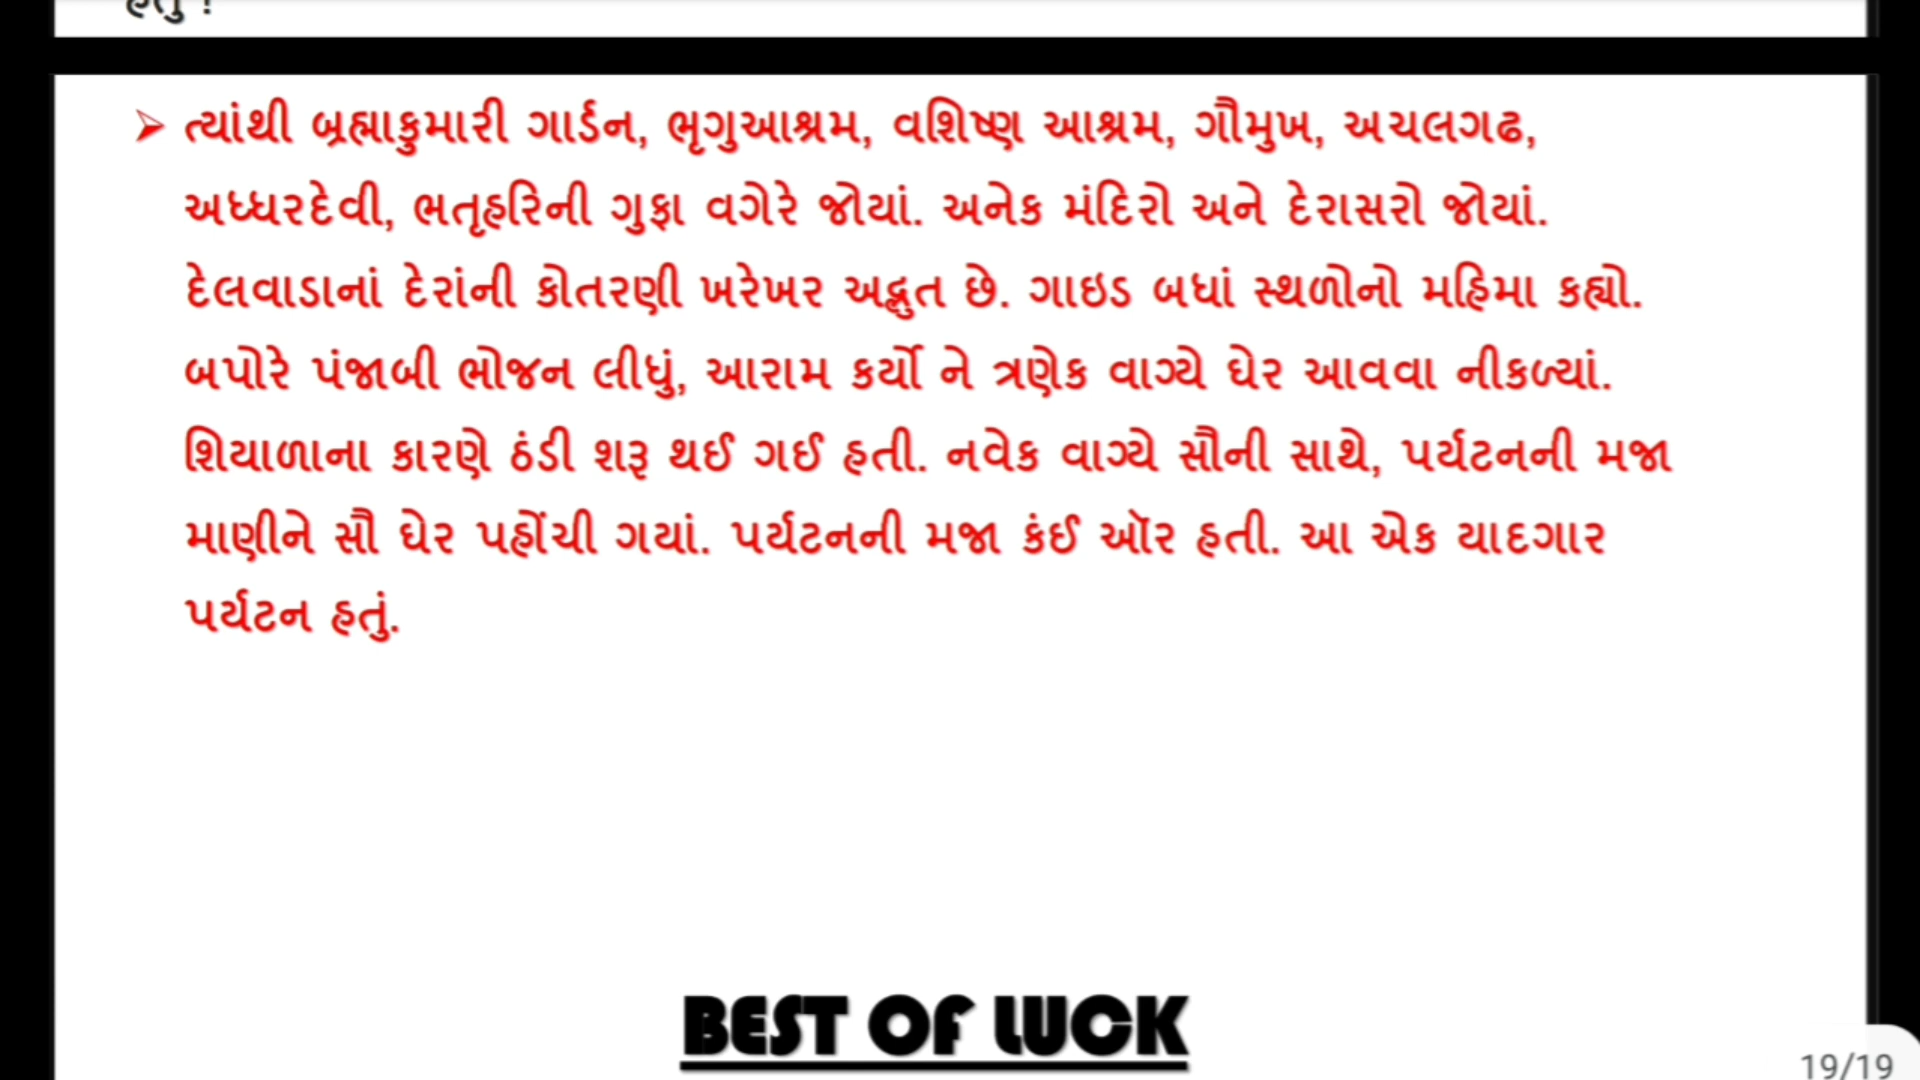 હતું ?
➢ ત્યાંથી બ્રહ્માકુમારી ગાર્ડન, ભૃગુઆશ્રમ, વશિષ્ણ આશ્રમ, ગૌમુખ, અચલગઢ,
અધ્ધરદેવી, ભતૃહરિની ગુફા વગેરે જોયાં. અનેક મંદિરો અને દેરાસરો જોયાં.
દેલવાડાનાં દેરાંની કોતરણી ખરેખર અદ્ભુત છે. ગાઇડ બધાં સ્થળોનો મહિમા કહ્યો.
બપોરે પંજાબી ભોજન લીધું, આરામ કર્યો ને ત્રણેક વાગ્યે ઘેર આવવા નીકળ્યાં.
શિયાળાના કારણે ઠંડી શરૂ થઈ ગઈ હતી. નવેક વાગ્યે સૌની સાથે, પર્યટનની મજા
માણીને સૌ ઘેર પહોંચી ગયાં. પર્યટનની મજા કંઈ ઑર હતી. આ એક યાદગાર
પર્યટન હતું.
BEST OF LUCK
19/19